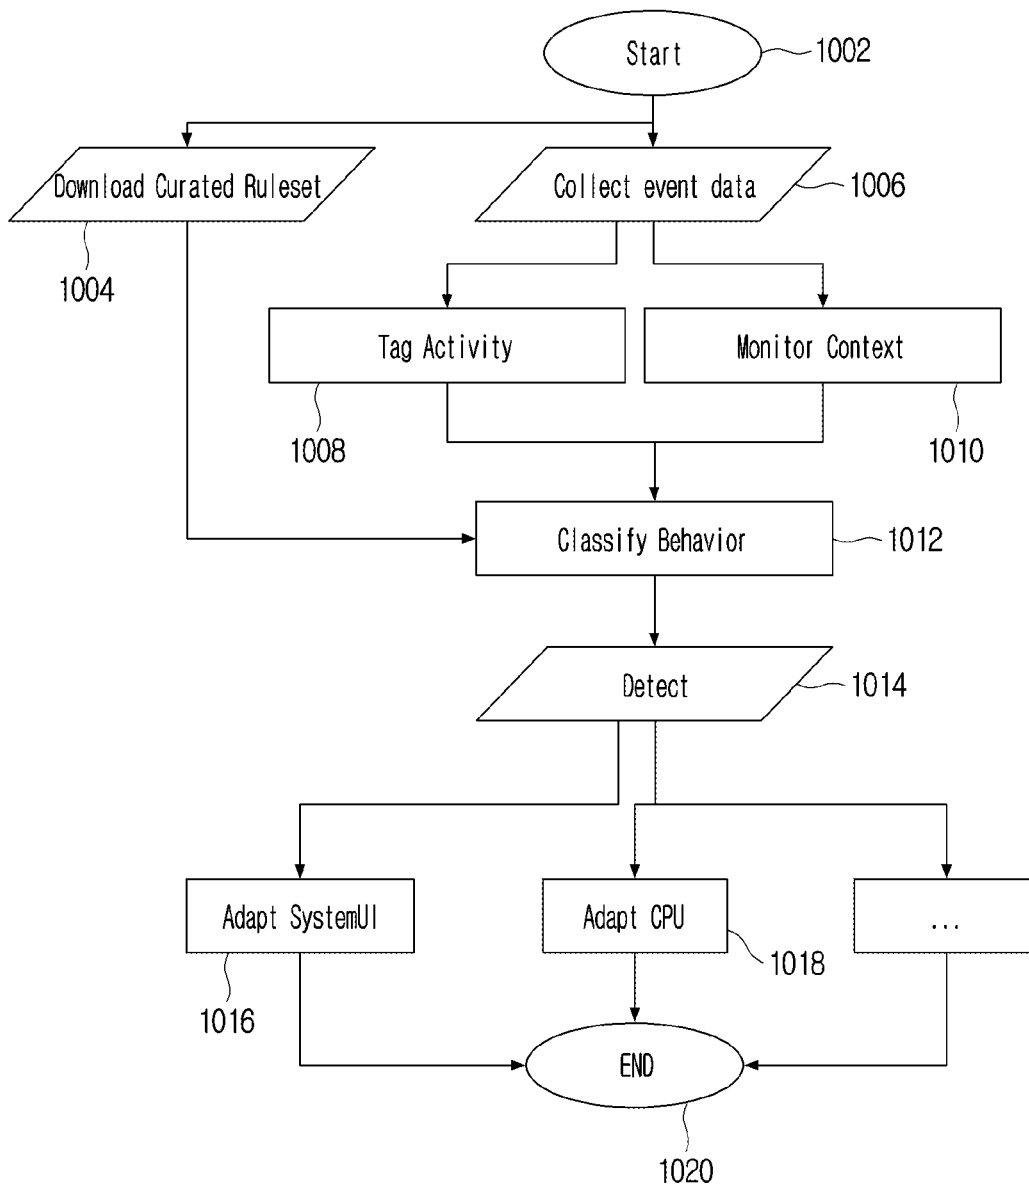 Start
1002
Download Curated Ruleset
Collect event data
1006
1004
Tag Activity
Monitor Context
1008
1010
Classify Behavior
1012
Detect
1014
Adapt SystemUI
Adapt CPU
...
1018
1016
END
1020